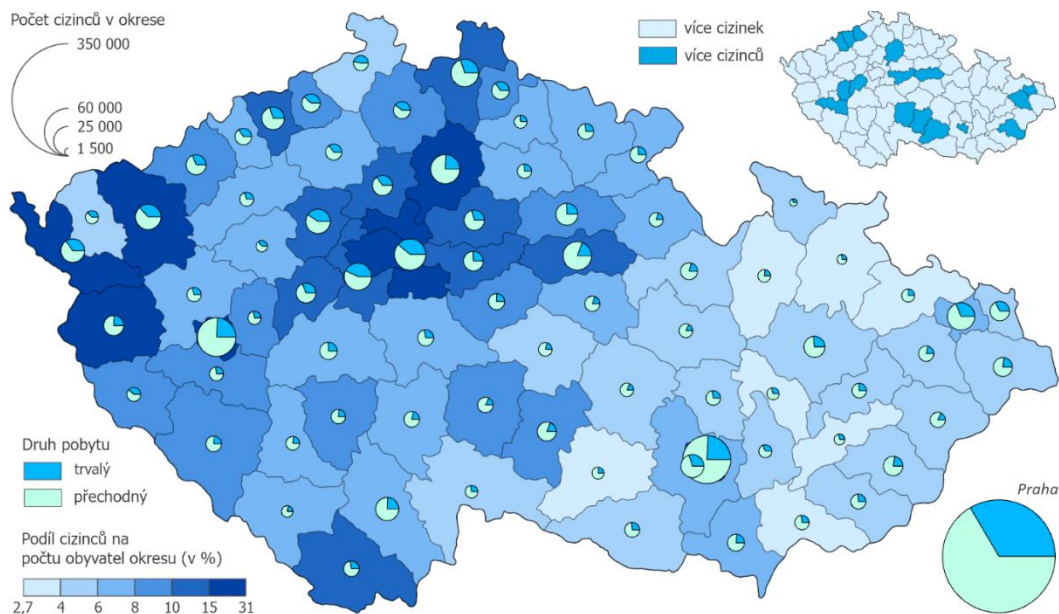 Počet cizinců v okrese
350 000
60 000
25 000
1 500
více cizinek
více cizinců
Druh pobytu
trvalý
přechodný
Podíl cizinců na
počtu obyvatel okresu (v %)
2,7 4 6 8 10 15 31
Praha